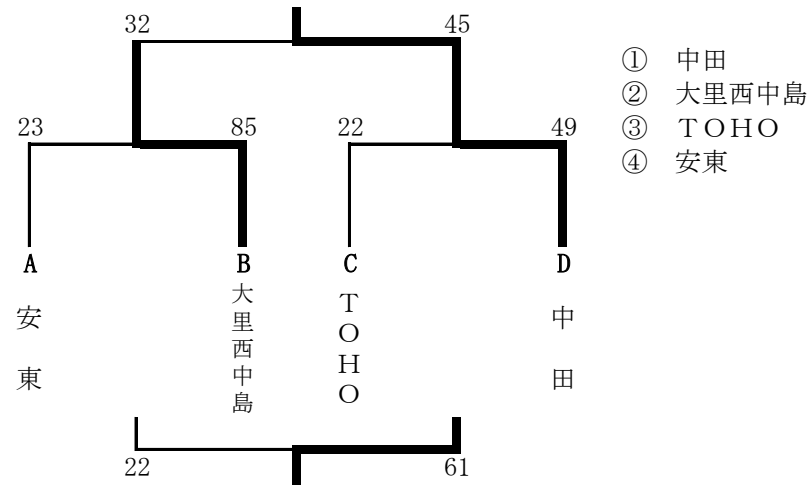 32 45
① 中田
② 大里西中島
③ ＴＯＨＯ
④ 安東
23 85 22 49
A B C D
安東
大里西中島
ＴＯＨＯ
中田
22 61